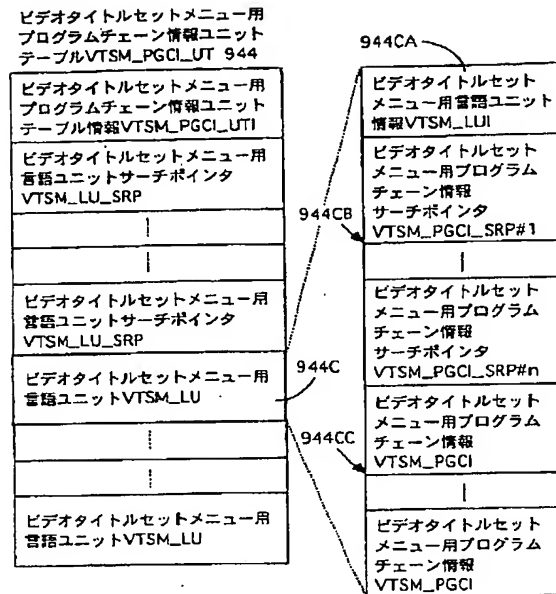 ビデオタイトルセットメニュー用
プログラムチェーン情報ユニット
テーブルVTSM_PGCI_UT 944
ビデオタイトルセットメニュー用
プログラムチェーン情報ユニット
テーブル情報VTSM_PGCI_UTI
ビデオタイトルセットメニュー用
言語ユニットサーチポインタ
VTSM_LU_SRP
ビデオタイトルセットメニュー用
言語ユニットサーチポインタ
VTSM_LU_SRP
ビデオタイトルセットメニュー用
言語ユニットVTSM_LU
ビデオタイトルセットメニュー用
言語ユニットVTSM_LU
944C
944CA
ビデオタイトルセット
メニュー用言語ユニット
情報VTSM_LUI
ビデオタイトルセット
メニュー用プログラム
チェーン情報
サーチポインタ
VTSM_PGCI_SRP#1
944CB
ビデオタイトルセット
メニュー用プログラム
チェーン情報
サーチポインタ
VTSM_PGCI_SRP#n
ビデオタイトルセット
メニュー用プログラム
チェーン情報
VTSM_PGCI
944CC
ビデオタイトルセット
メニュー用プログラム
チェーン情報
VTSM_PGCI